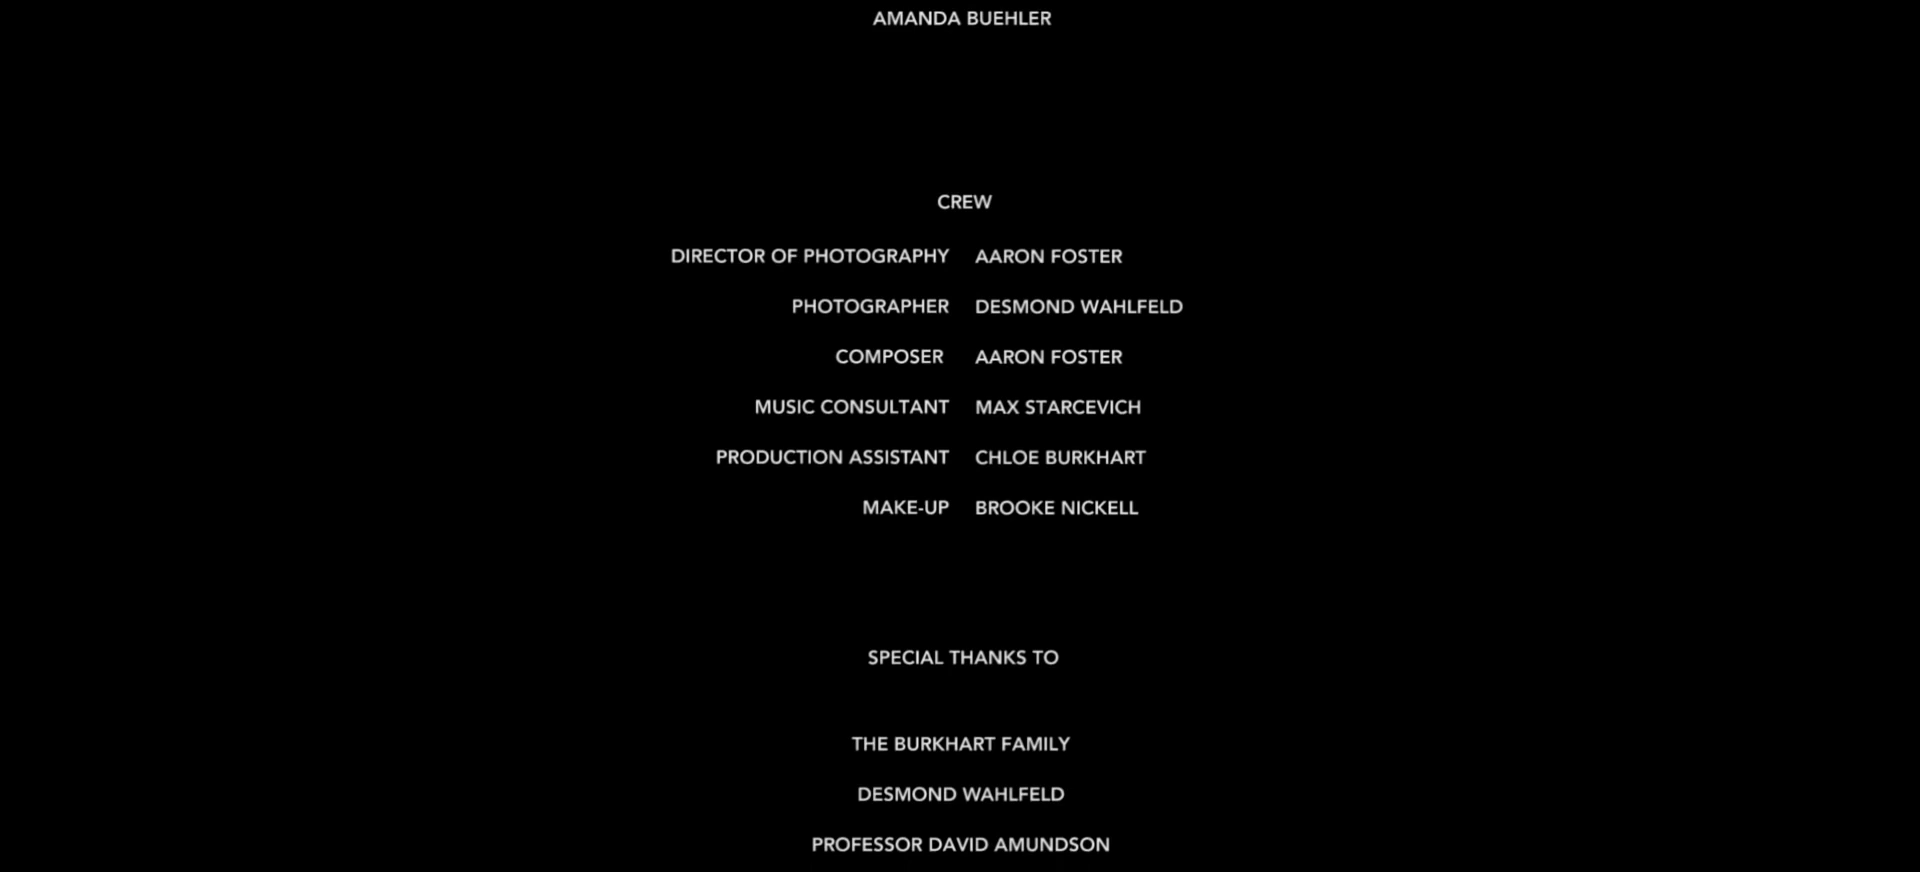 AMANDA BUEHLER
CREW
DIRECTOR OF PHOTOGRAPHY AARON FOSTER
PHOTOGRAPHER DESMOND WAHLFELD
COMPOSER AARON FOSTER
MUSIC CONSULTANT MAX STARCEVICH
PRODUCTION ASSISTANT CHLOE BURKHART
MAKE-UP BROOKE NICKELL
SPECIAL THANKS TO
THE BURKHART FAMILY
DESMOND WAHLFELD
PROFESSOR DAVID AMUNDSON